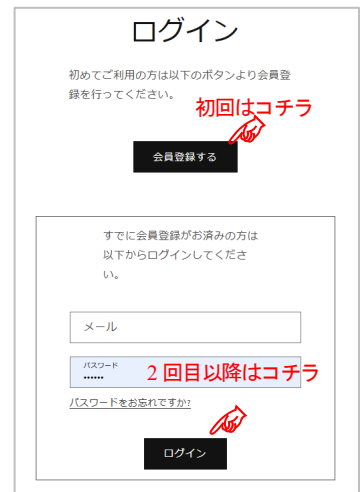 ログイン
初めてご利用の方は以下のボタンより会員登
録を行ってください。
初回はコチラ
会員登録する
すでに会員登録がお済みの方は
以下からログインしてくださ
い。
メール
パスワード
••••••
2回目以降はコチラ
パスワードをお忘れですか?
ログイン